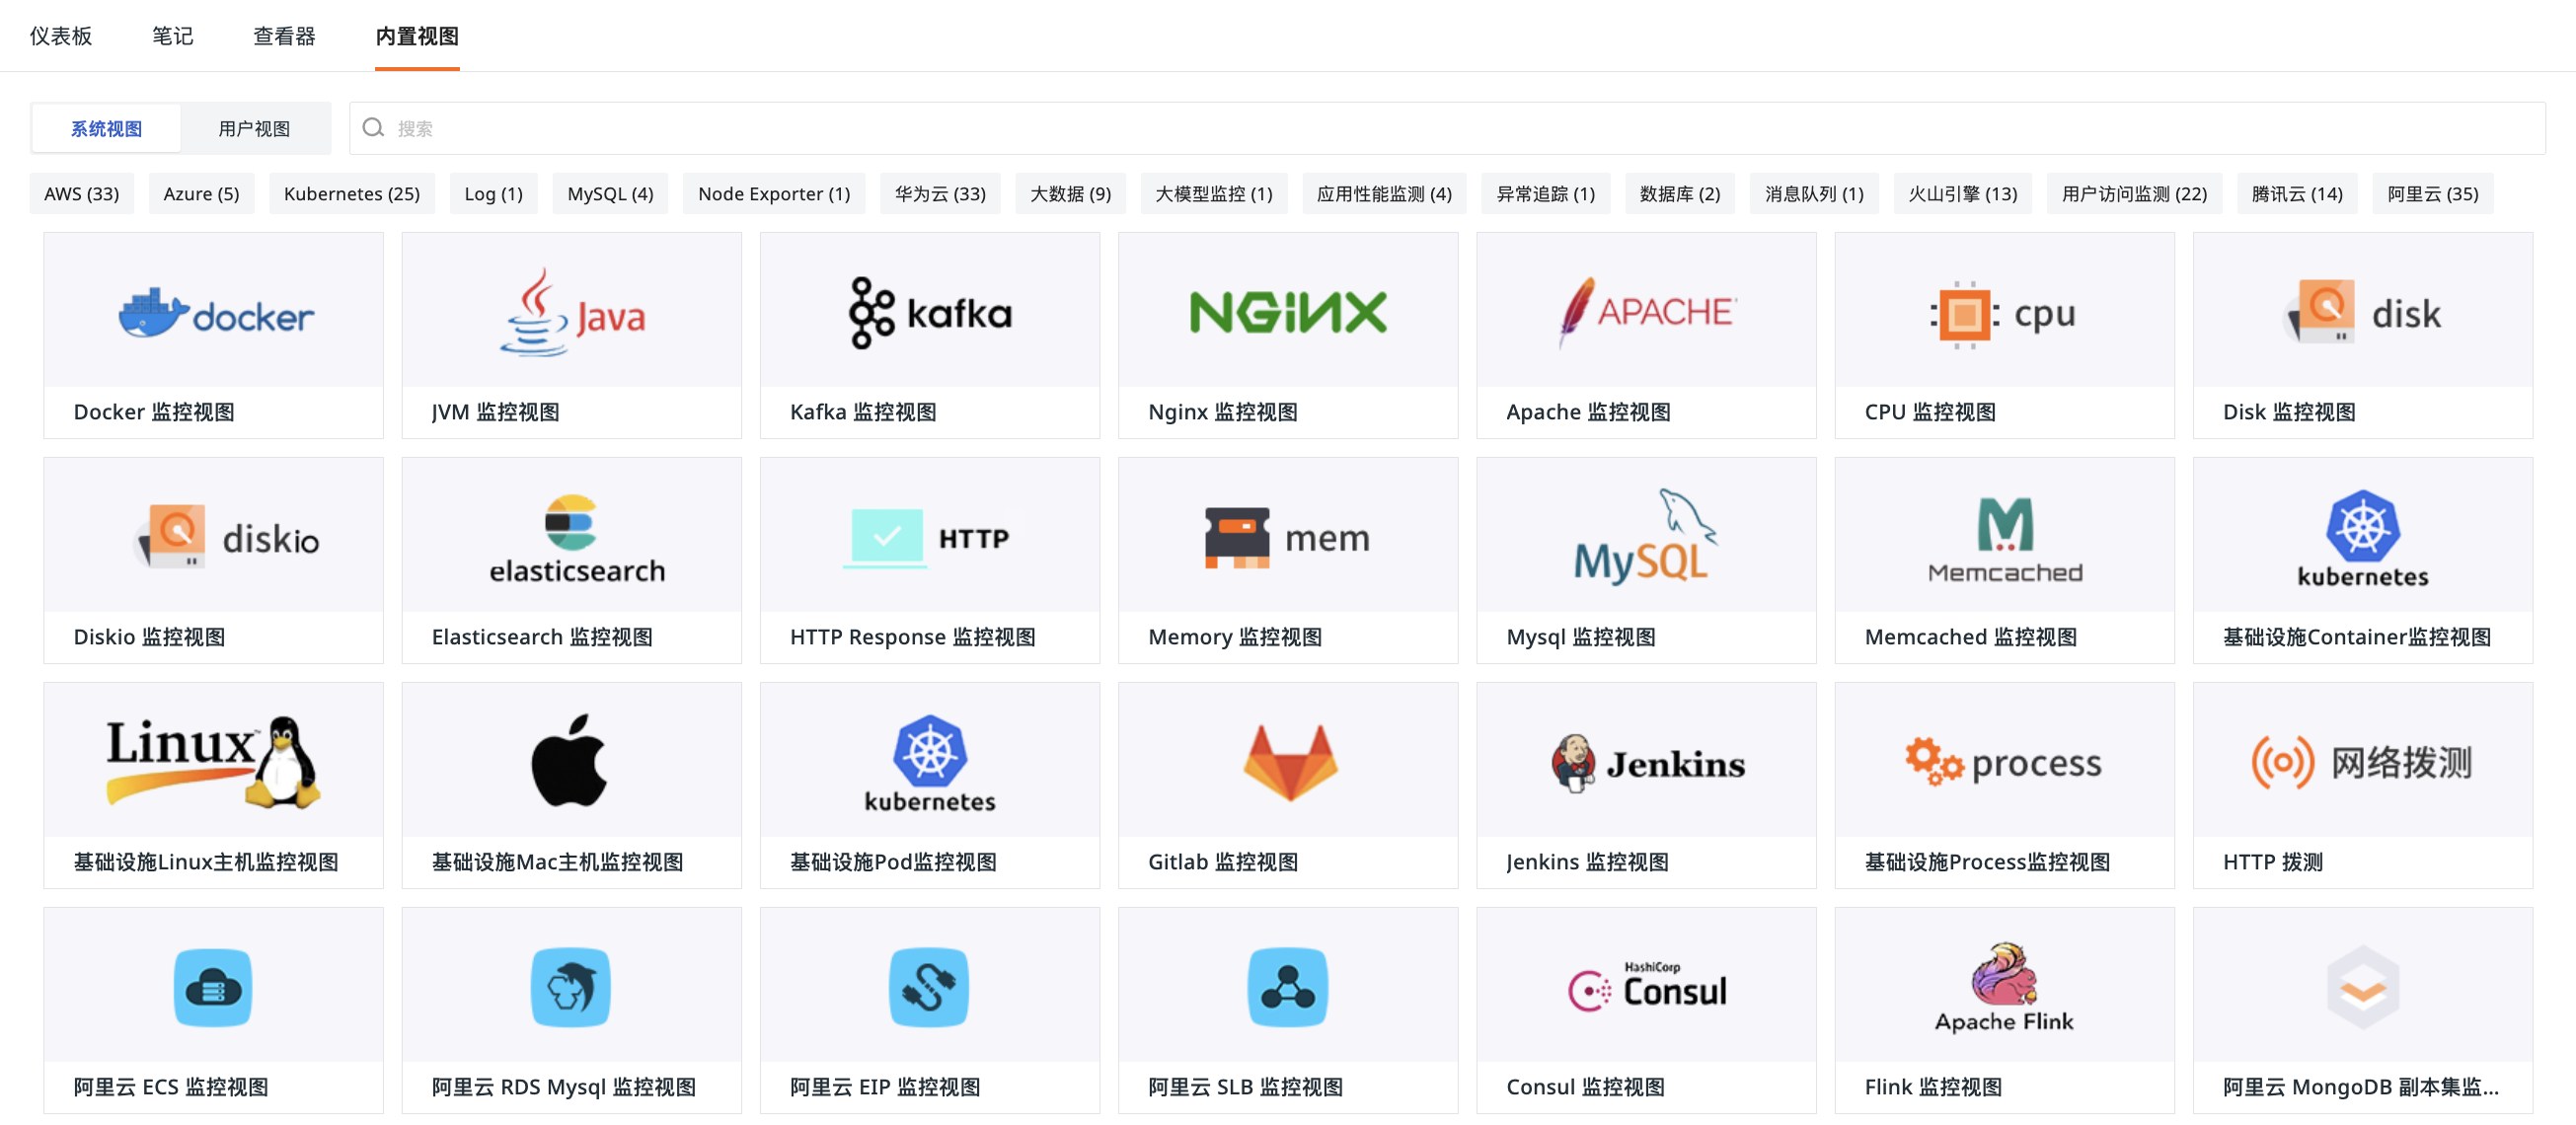 仪表板 笔记 查看器 内置视图
系统视图 用户视图 搜索
AWS (33) Azure (5) Kubernetes (25) Log (1) MySQL (4) Node Exporter (1) 华为云 (33) 大数据 (9) 大模型监控 (1) 应用性能监测 (4) 异常追踪 (1) 数据库 (2) 消息队列 (1) 火山引擎 (13) 用户访问监测 (22) 腾讯云 (14) 阿里云 (35)
docker Java kafka NGINX APACHE cpu disk
Docker 监控视图 JVM 监控视图 Kafka 监控视图 Nginx 监控视图 Apache 监控视图 CPU 监控视图 Disk 监控视图
diskio elasticsearch HTTP mem MySQL Memcached kubernetes
Diskio 监控视图 Elasticsearch 监控视图 HTTP Response 监控视图 Memory 监控视图 Mysql 监控视图 Memcached 监控视图 基础设施Container监控视图
Linux™ kubernetes Jenkins process 网络拨测
基础设施Linux主机监控视图 基础设施Mac主机监控视图 基础设施Pod监控视图 Gitlab 监控视图 Jenkins 监控视图 基础设施Process监控视图 HTTP 拨测
HashiCorp
Consul
Apache Flink
阿里云 ECS 监控视图 阿里云 RDS Mysql 监控视图 阿里云 EIP 监控视图 阿里云 SLB 监控视图 Consul 监控视图 Flink 监控视图 阿里云 MongoDB 副本集监...